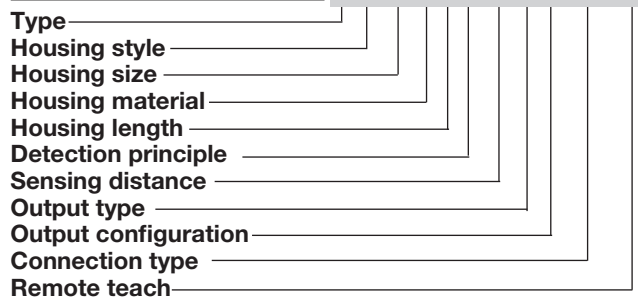 Type
Housing style
Housing size
Housing material
Housing length
Detection principle
Sensing distance
Output type
Output configuration
Connection type
Remote teach